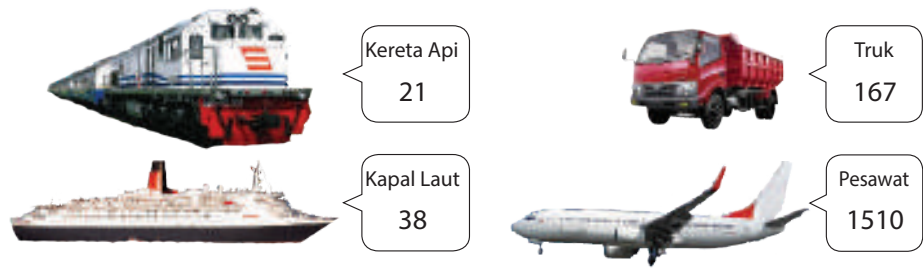 Kereta Api
21
Truk
167
Kapal Laut
38
Pesawat
1510